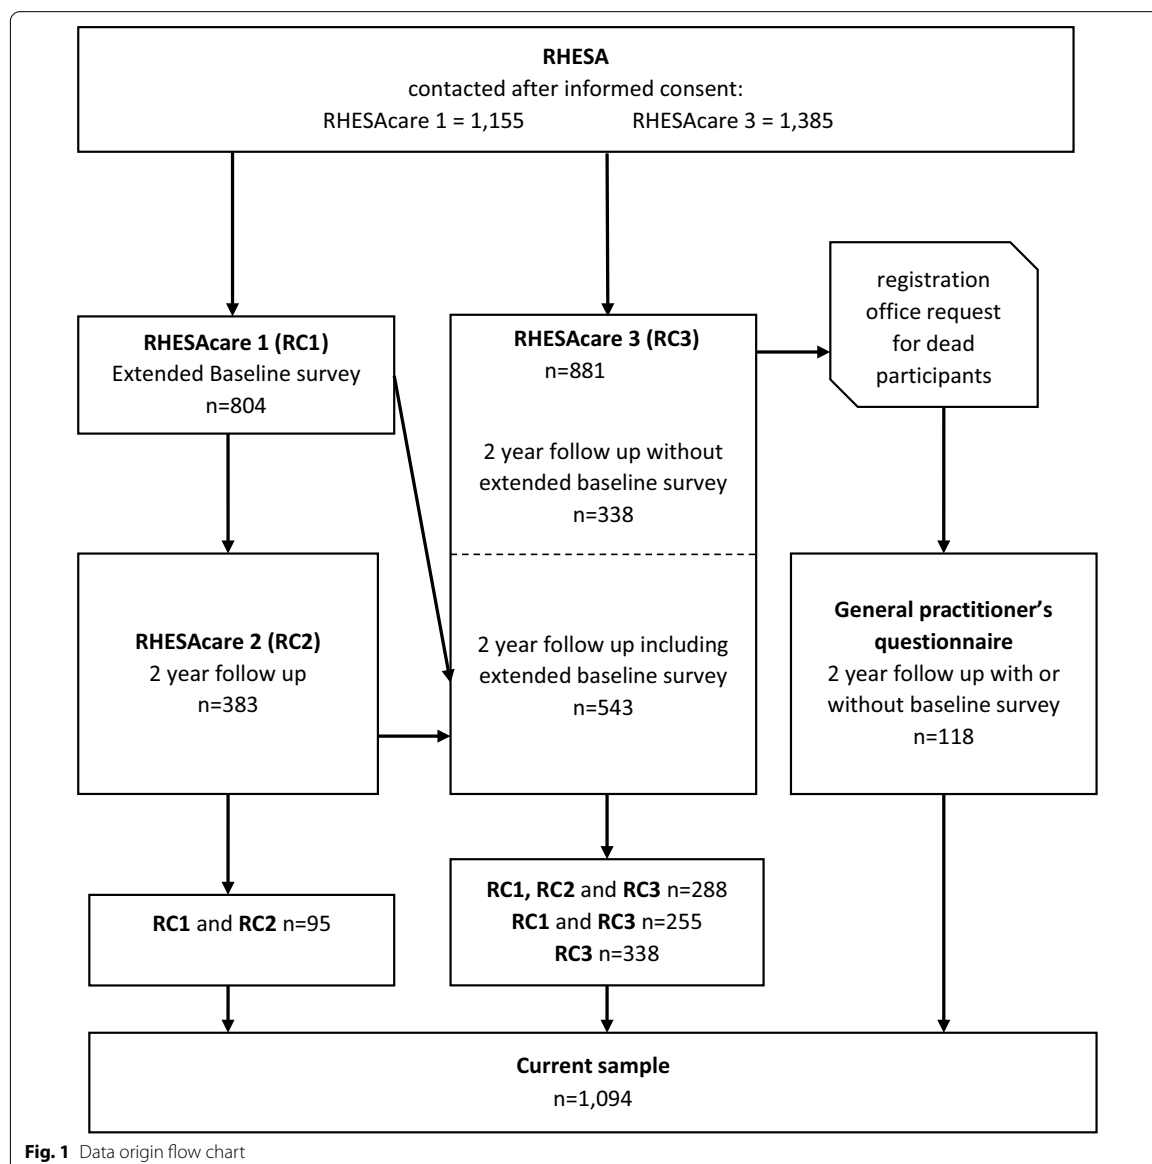 RHESA
contacted after informed consent:
RHESAcare 1 = 1,155 RHESAcare 3 = 1,385
registration
office request
for dead
participants
RHESAcare 1 (RC1)
Extended Baseline survey
n=804
RHESAcare 3 (RC3)
n=881
2 year follow up without
extended baseline survey
n=338
RHESAcare 2 (RC2)
2 year follow up
n=383
2 year follow up including
extended baseline survey
n=543
General practitioner’s
questionnaire
2 year follow up with or
without baseline survey
n=118
RC1 and RC2 n=95
RC1, RC2 and RC3 n=288
RC1 and RC3 n=255
RC3 n=338
Current sample
n=1,094
Fig. 1 Data origin flow chart